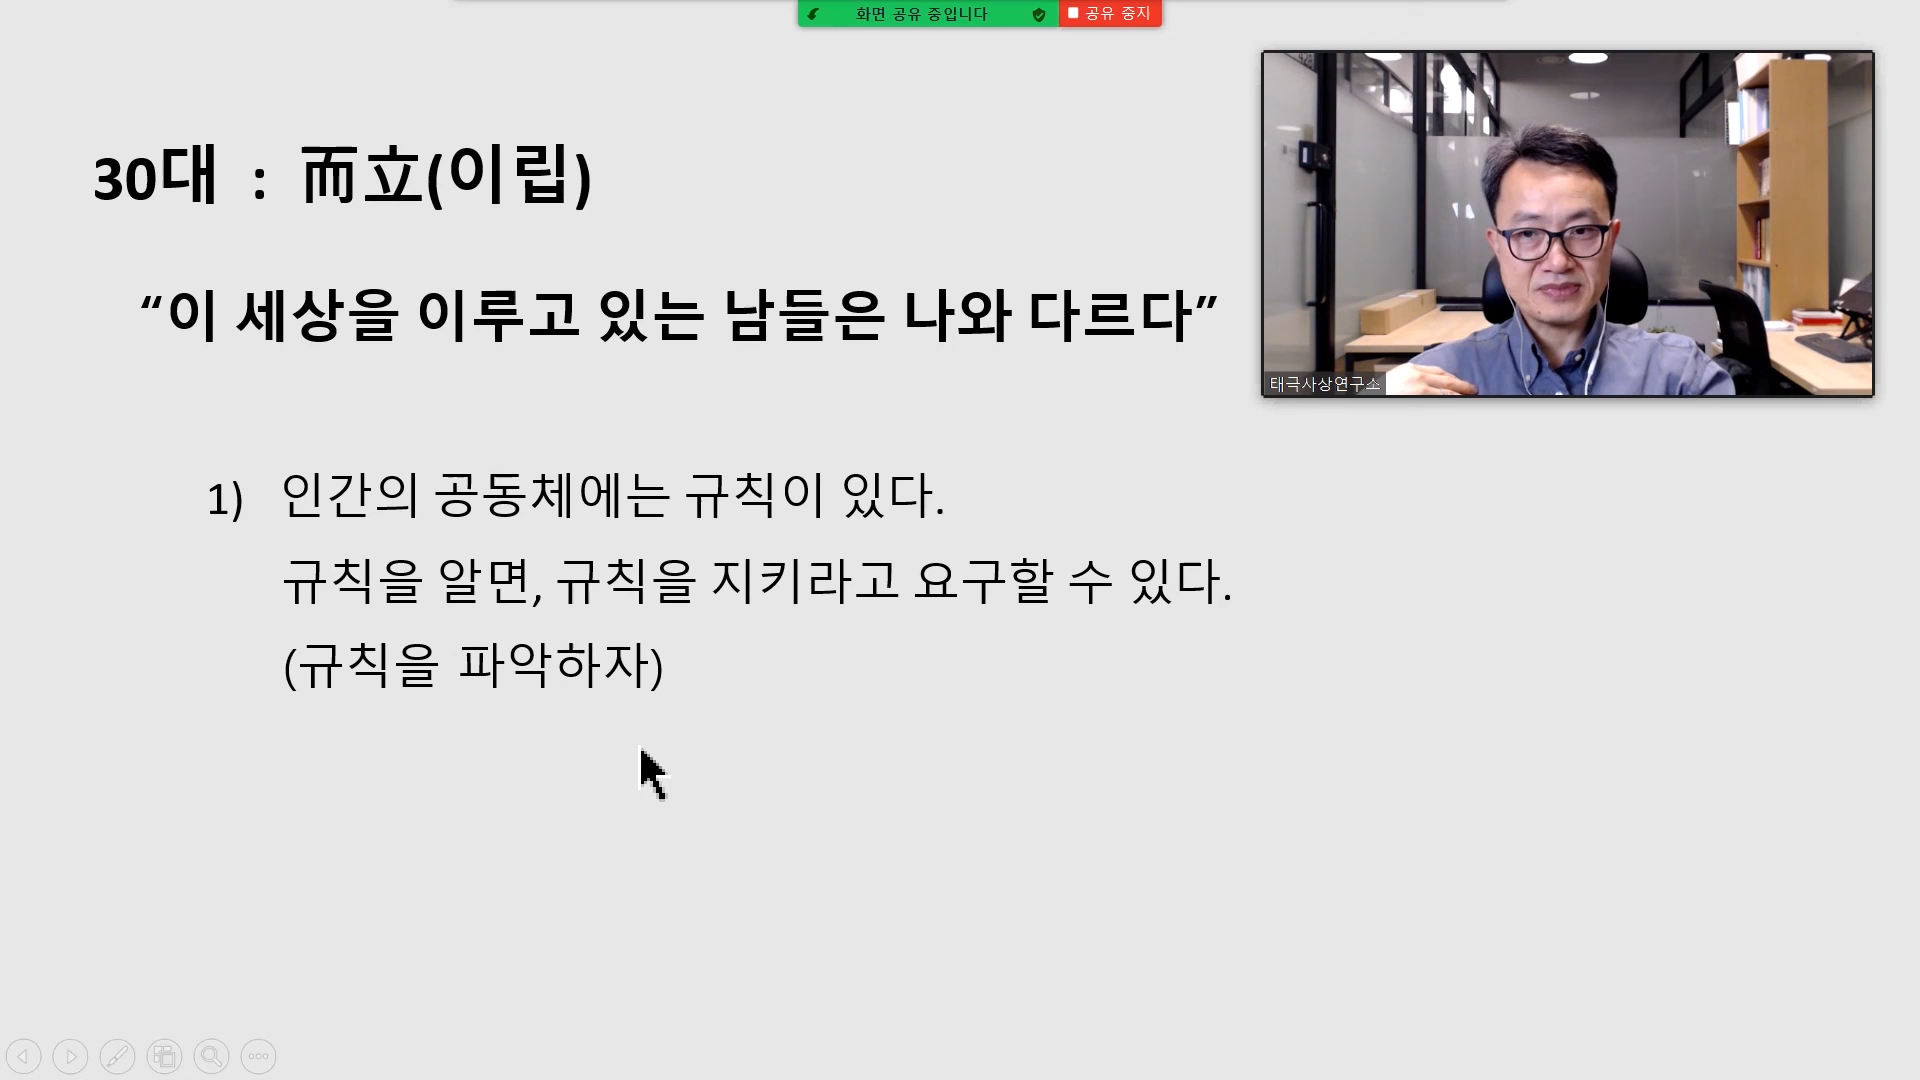 화면 공유 중입니다
공유 중지
30대 : 而立(이립)
“이 세상을 이루고 있는 남들은 나와 다르다”
태극사상연구소
1) 인간의 공동체에는 규칙이 있다.
규칙을 알면, 규칙을 지키라고 요구할 수 있다.
(규칙을 파악하자)